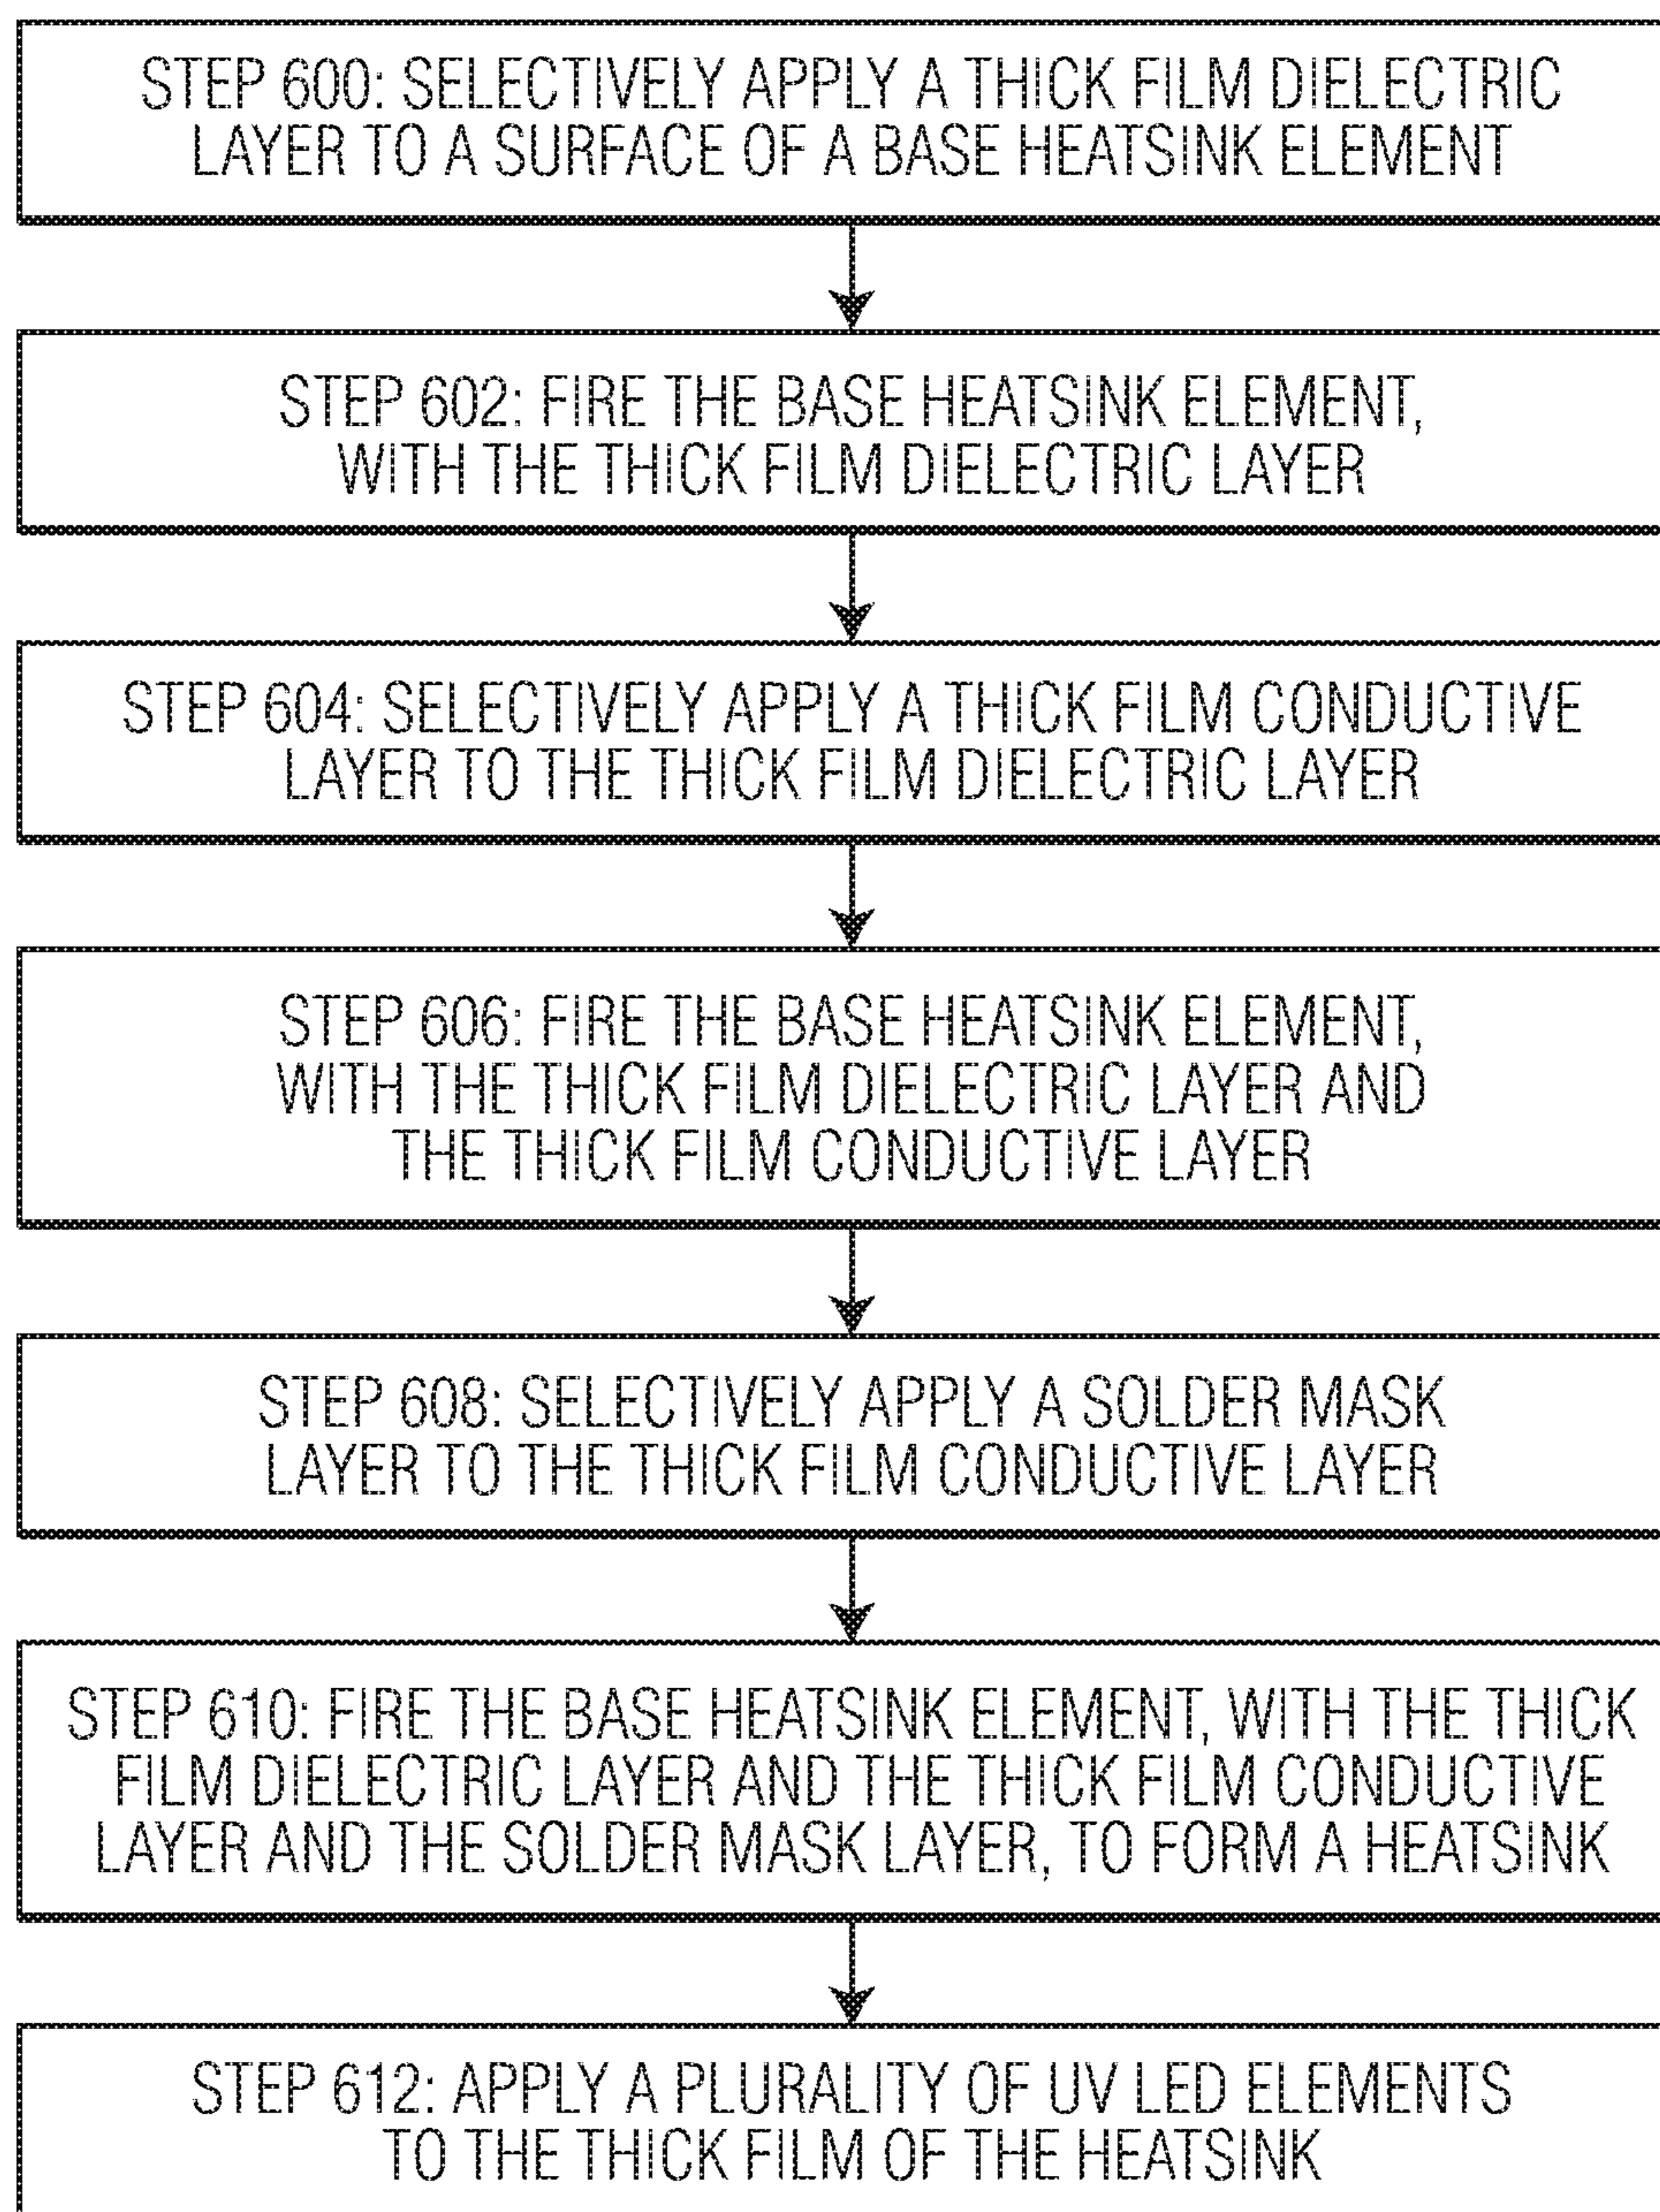 STEP 600: SELECTIVELY APPLY A THICK FILM DIELECTRIC
LAYER TO A SURFACE OF A BASE HEATSINK ELEMENT
STEP 602: FIRE THE BASE HEATSINK ELEMENT,
WITH THE THICK FILM DIELECTRIC LAYER
STEP 604: SELECTIVELY APPLY A THICK FILM CONDUCTIVE
LAYER TO THE THICK FILM DIELECTRIC LAYER
STEP 606: FIRE THE BASE HEATSINK ELEMENT,
WITH THE THICK FILM DIELECTRIC LAYER AND
THE THICK FILM CONDUCTIVE LAYER
STEP 608: SELECTIVELY APPLY A SOLDER MASK
LAYER TO THE THICK FILM CONDUCTIVE LAYER
STEP 610: FIRE THE BASE HEATSINK ELEMENT, WITH THE THICK
FILM DIELECTRIC LAYER AND THE THICK FILM CONDUCTIVE
LAYER AND THE SOLDER MASK LAYER, TO FORM A HEATSINK
STEP 612: APPLY A PLURALITY OF UV LED ELEMENTS
TO THE THICK FILM OF THE HEATSINK